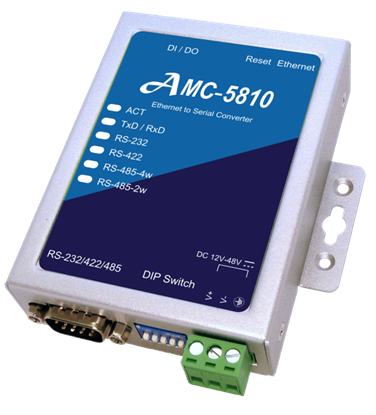 DI / DO
Reset Ethernet
AMC-5810
Ethernet to Serial Converter
ACT
TxD / RxD
RS-232
RS-422
RS-485-4w
RS-485-2w
DC 12V-48V
RS-232/422/485
DIP Switch
+ V V